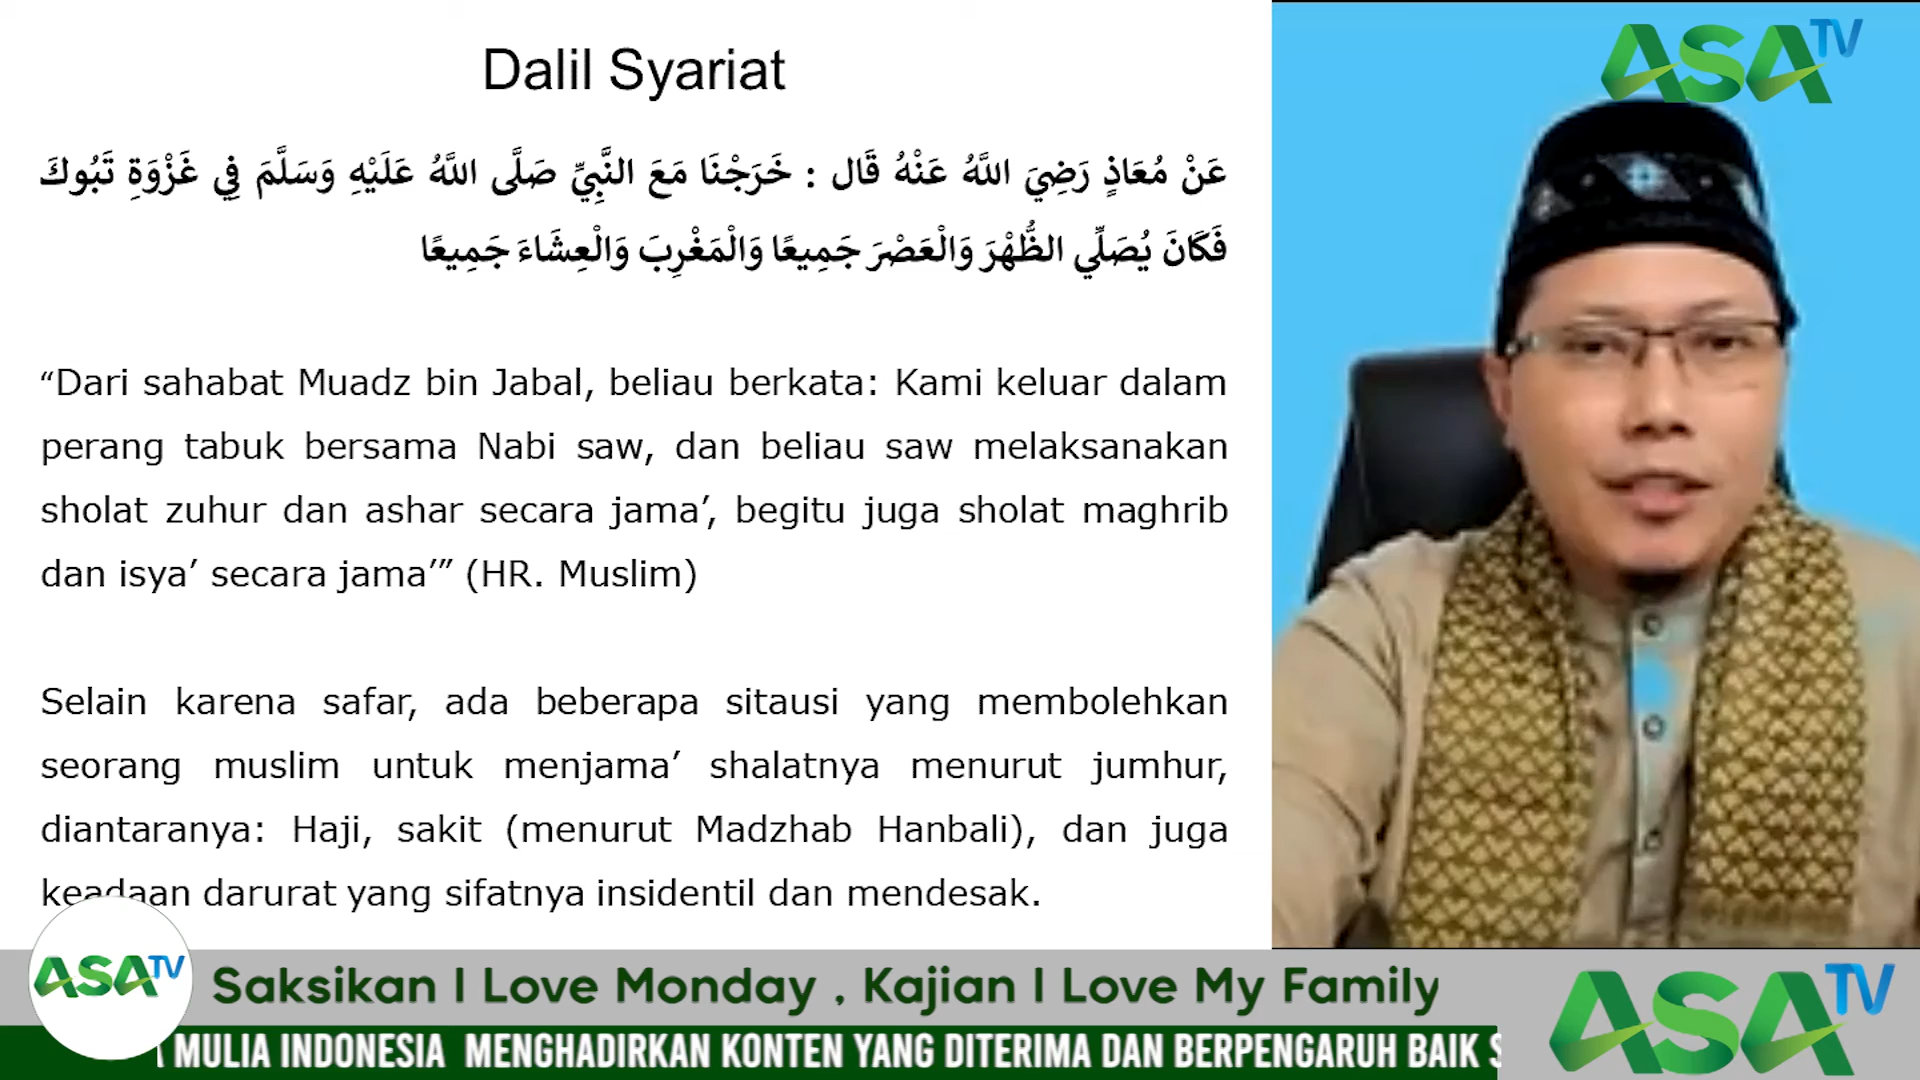 Dalil Syariat
عَنْ مُعَاذٍ رَضِيَ اللَّهُ عَنْهُ قَال : خَرَجْنَا مَعَ النَّبِيِّ صَلَّى اللَّهُ عَلَيْهِ وَسَلَّمَ فِي غَزْوَةِ تَبُوكَ
فَكَانَ يُصَلِّي الظُّهْرَ وَالْعَصْرَ جَمِيعًا وَالْمَغْرِبَ وَالْعِشَاءَ جَمِيعًا
“Dari sahabat Muadz bin Jabal, beliau berkata: Kami keluar dalam
perang tabuk bersama Nabi saw, dan beliau saw melaksanakan
sholat zuhur dan ashar secara jama’, begitu juga sholat maghrib
dan isya’ secara jama’” (HR. Muslim)
Selain karena safar, ada beberapa sitausi yang membolehkan
seorang muslim untuk menjama’ shalatnya menurut jumhur,
diantaranya: Haji, sakit (menurut Madzhab Hanbali), dan juga
keadaan darurat yang sifatnya insidentil dan mendesak.
ASA TV
ASA TV
Saksikan I Love Monday , Kajian I Love My Family
MULIA INDONESIA MENGHADIRKAN KONTEN YANG DITERIMA DAN BERPENGARUH BAIK
ASA TV